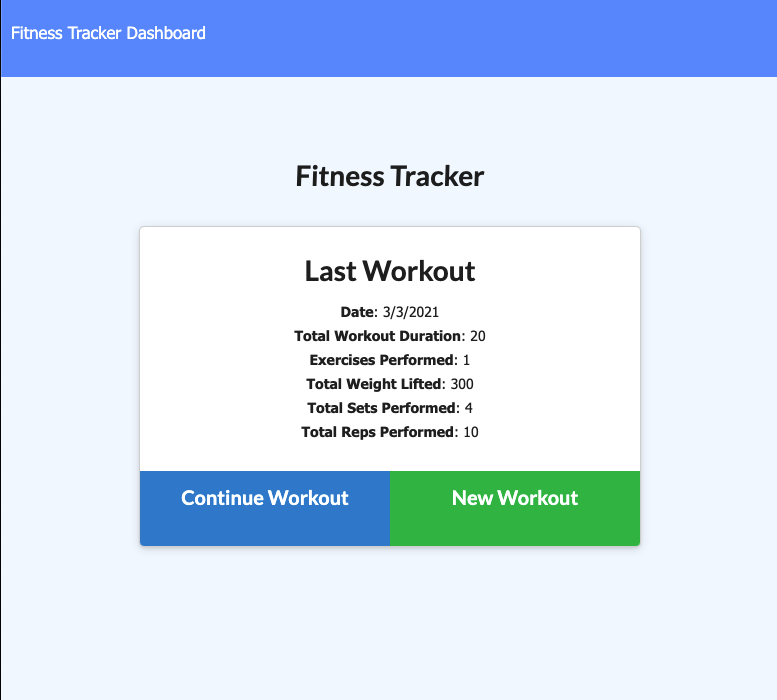 Fitness Tracker Dashboard
Fitness Tracker
Last Workout
Date: 3/3/2021
Total Workout Duration: 20
Exercises Performed: 1
Total Weight Lifted: 300
Total Sets Performed: 4
Total Reps Performed: 10
Continue Workout
New Workout